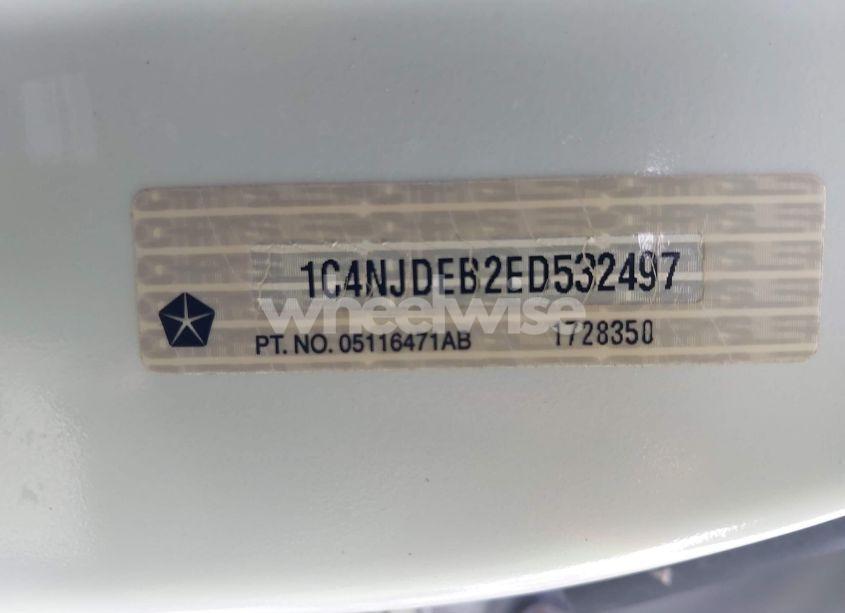 1C4NJDEB2ED532497
wheelwise
PT. NO. 05116471AB 1728350